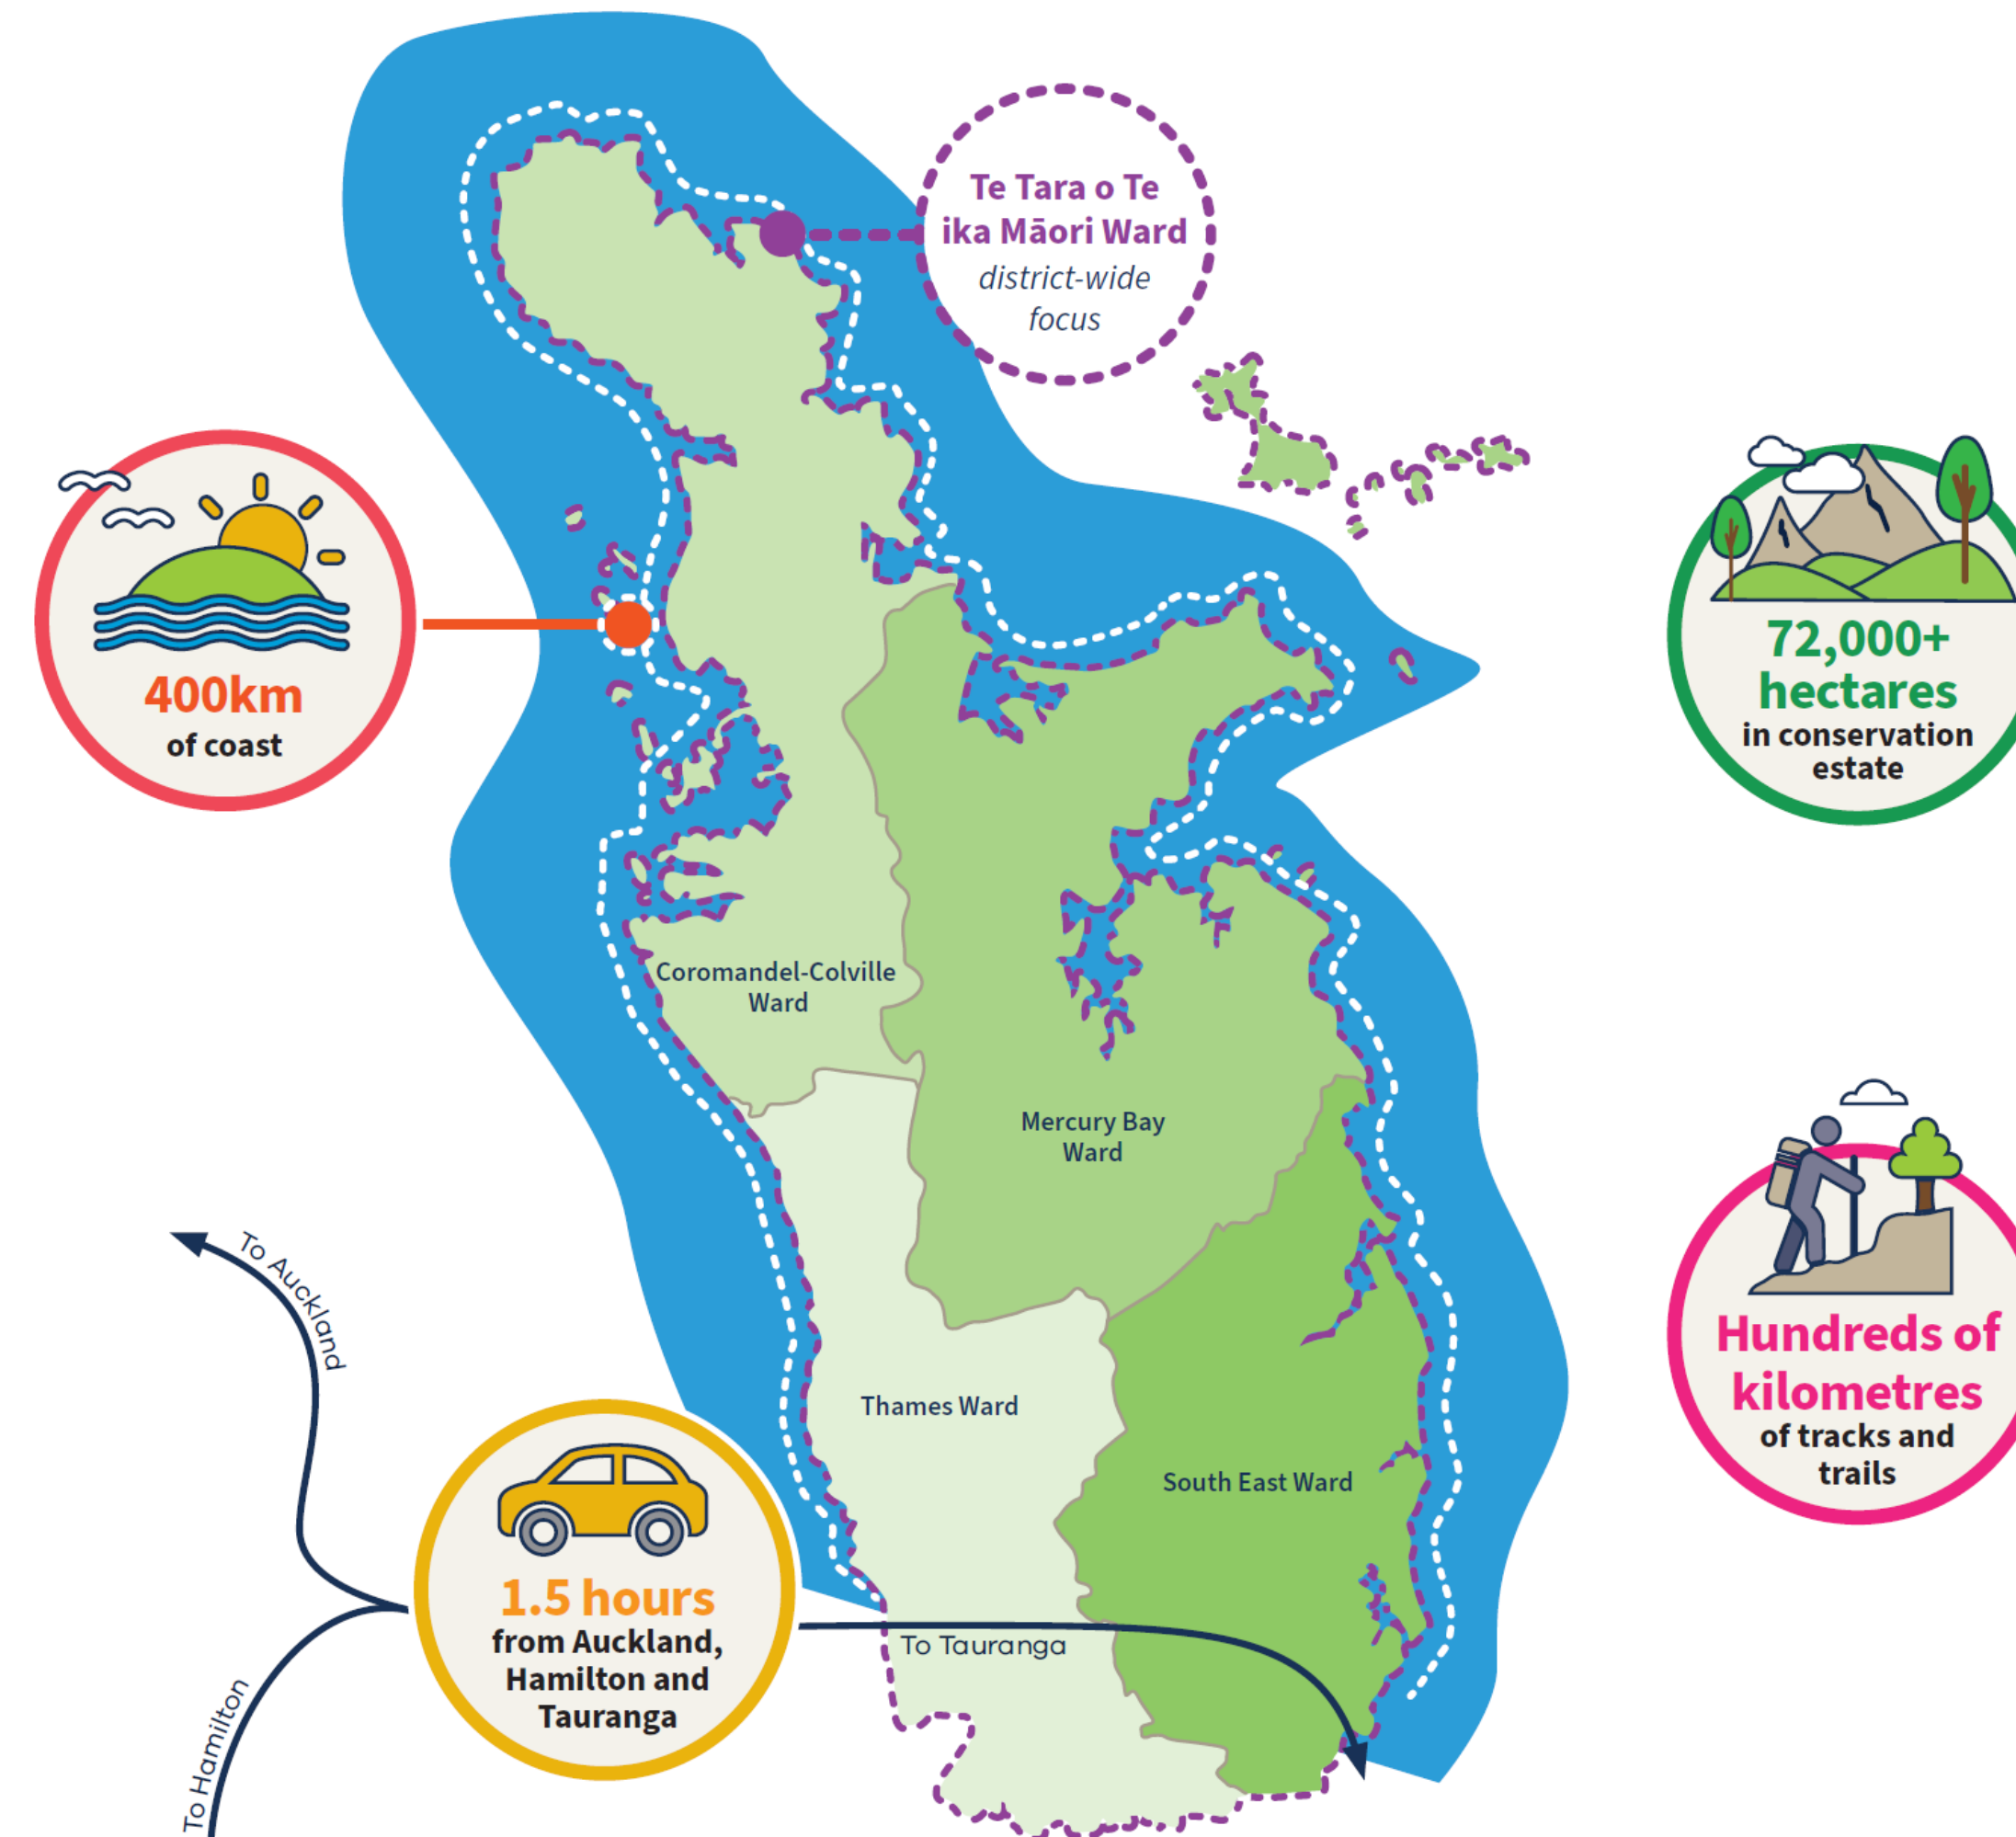 Te Tara o Te
ika Māori Ward
district-wide
focus
400km
of coast
72,000+
hectares
in conservation
estate
Coromandel-Colville
Ward
Mercury Bay
Ward
To Auckland
Hundreds of
kilometres
of tracks and
trails
Thames Ward
South East Ward
1.5 hours
from Auckland,
Hamilton and
Tauranga
To Tauranga
To Hamilton